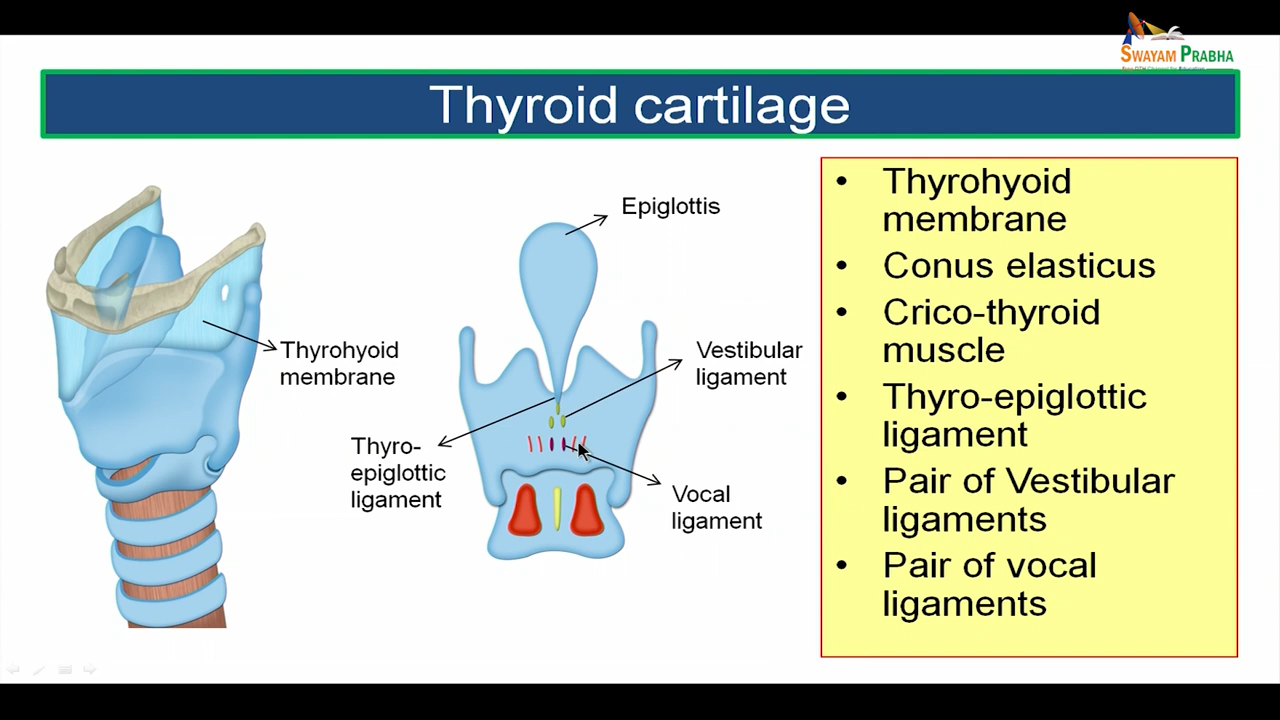 SWAYAM PRABHA
Thyroid cartilage
Epiglottis
Thyrohyoid
membrane
Vestibular
ligament
Thyro-
epiglottic
ligament
Vocal
ligament
• Thyrohyoid
membrane
• Conus elasticus
• Crico-thyroid
muscle
• Thyro-epiglottic
ligament
• Pair of Vestibular
ligaments
• Pair of vocal
ligaments